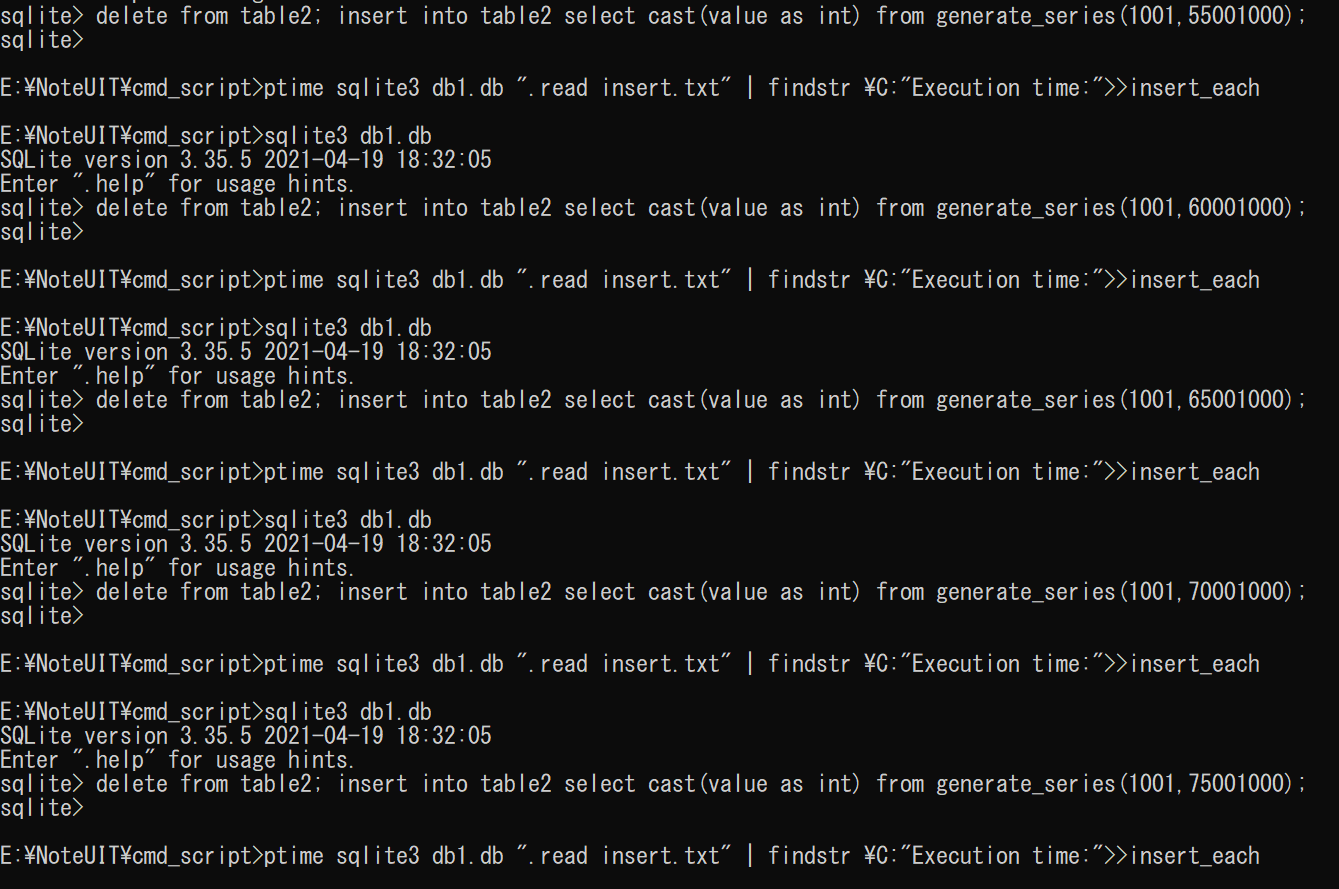 sqlite> delete from table2; insert into table2 select cast(value as int) from generate_series(1001,55001000);
sqlite>
E:¥NoteUIT¥cmd_script>ptime sqlite3 db1.db ".read insert.txt" | findstr ¥C:"Execution time:">>insert_each
E:¥NoteUIT¥cmd_script>sqlite3 db1.db
SQLite version 3.35.5 2021-04-19 18:32:05
Enter ".help" for usage hints.
sqlite> delete from table2; insert into table2 select cast(value as int) from generate_series(1001,60001000);
sqlite>
E:¥NoteUIT¥cmd_script>ptime sqlite3 db1.db ".read insert.txt" | findstr ¥C:"Execution time:">>insert_each
E:¥NoteUIT¥cmd_script>sqlite3 db1.db
SQLite version 3.35.5 2021-04-19 18:32:05
Enter ".help" for usage hints.
sqlite> delete from table2; insert into table2 select cast(value as int) from generate_series(1001,65001000);
sqlite>
E:¥NoteUIT¥cmd_script>ptime sqlite3 db1.db ".read insert.txt" | findstr ¥C:"Execution time:">>insert_each
E:¥NoteUIT¥cmd_script>sqlite3 db1.db
SQLite version 3.35.5 2021-04-19 18:32:05
Enter ".help" for usage hints.
sqlite> delete from table2; insert into table2 select cast(value as int) from generate_series(1001,70001000);
sqlite>
E:¥NoteUIT¥cmd_script>ptime sqlite3 db1.db ".read insert.txt" | findstr ¥C:"Execution time:">>insert_each
E:¥NoteUIT¥cmd_script>sqlite3 db1.db
SQLite version 3.35.5 2021-04-19 18:32:05
Enter ".help" for usage hints.
sqlite> delete from table2; insert into table2 select cast(value as int) from generate_series(1001,75001000);
sqlite>
E:¥NoteUIT¥cmd_script>ptime sqlite3 db1.db ".read insert.txt" | findstr ¥C:"Execution time:">>insert_each